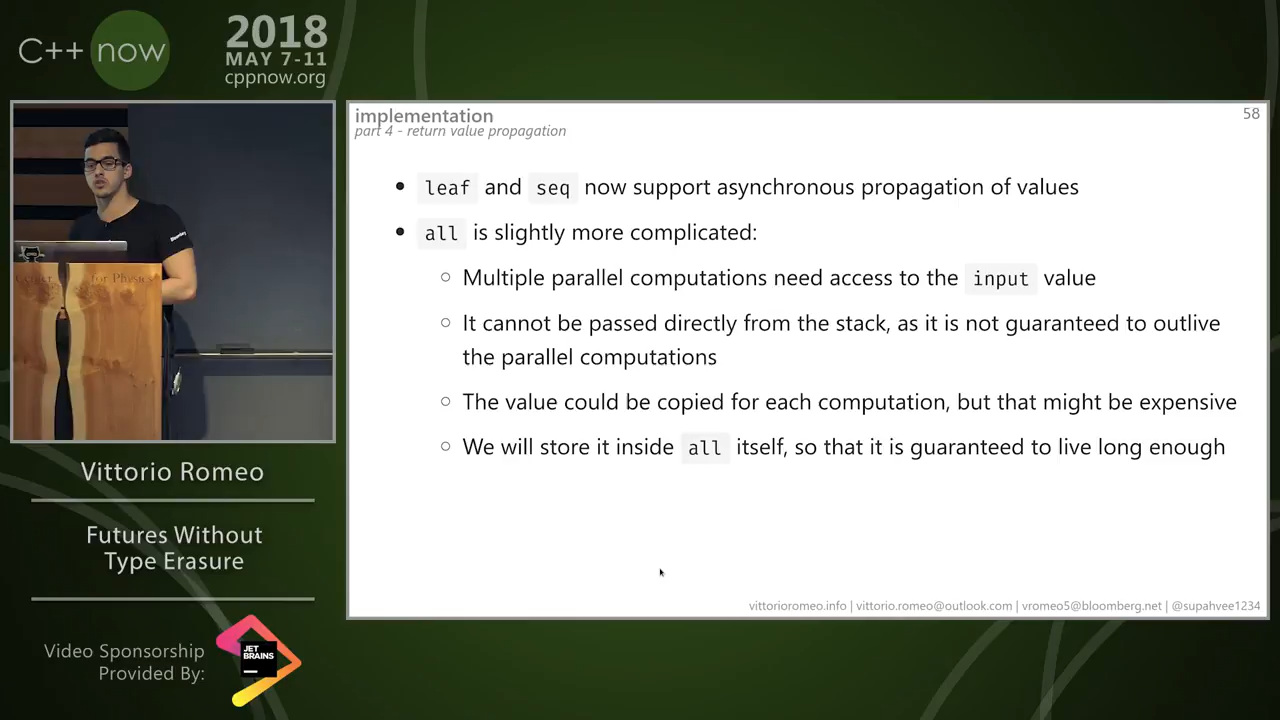 C++ now
2018
MAY 7-11
cppnow.org
implementation
58
part 4 - return value propagation
leaf and seq now support asynchronous propagation of values
all is slightly more complicated:
Multiple parallel computations need access to the input value
It cannot be passed directly from the stack, as it is not guaranteed to outlive
the parallel computations
The value could be copied for each computation, but that might be expensive
We will store it inside all itself, so that it is guaranteed to live long enough
vittorioromeo.info | vittorio.romeo@outlook.com | vromeo5@bloomberg.net | @supahvee1234
for Physics
Vittorio Romeo
Futures Without
Type Erasure
Video Sponsorship
Provided By:
JET
BRAINS